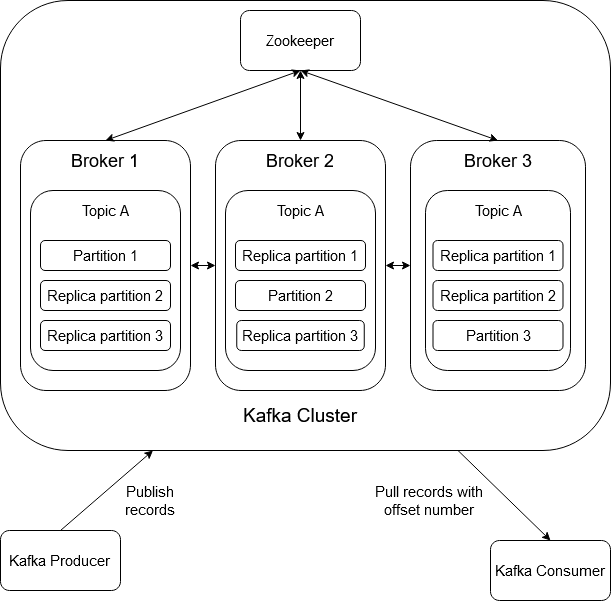 Zookeeper
Broker 1
Topic A
Partition 1
Replica partition 2
Replica partition 3
Broker 2
Topic A
Replica partition 1
Partition 2
Replica partition 3
Broker 3
Topic A
Replica partition 1
Replica partition 2
Partition 3
Kafka Cluster
Publish
records
Pull records with
offset number
Kafka Producer
Kafka Consumer